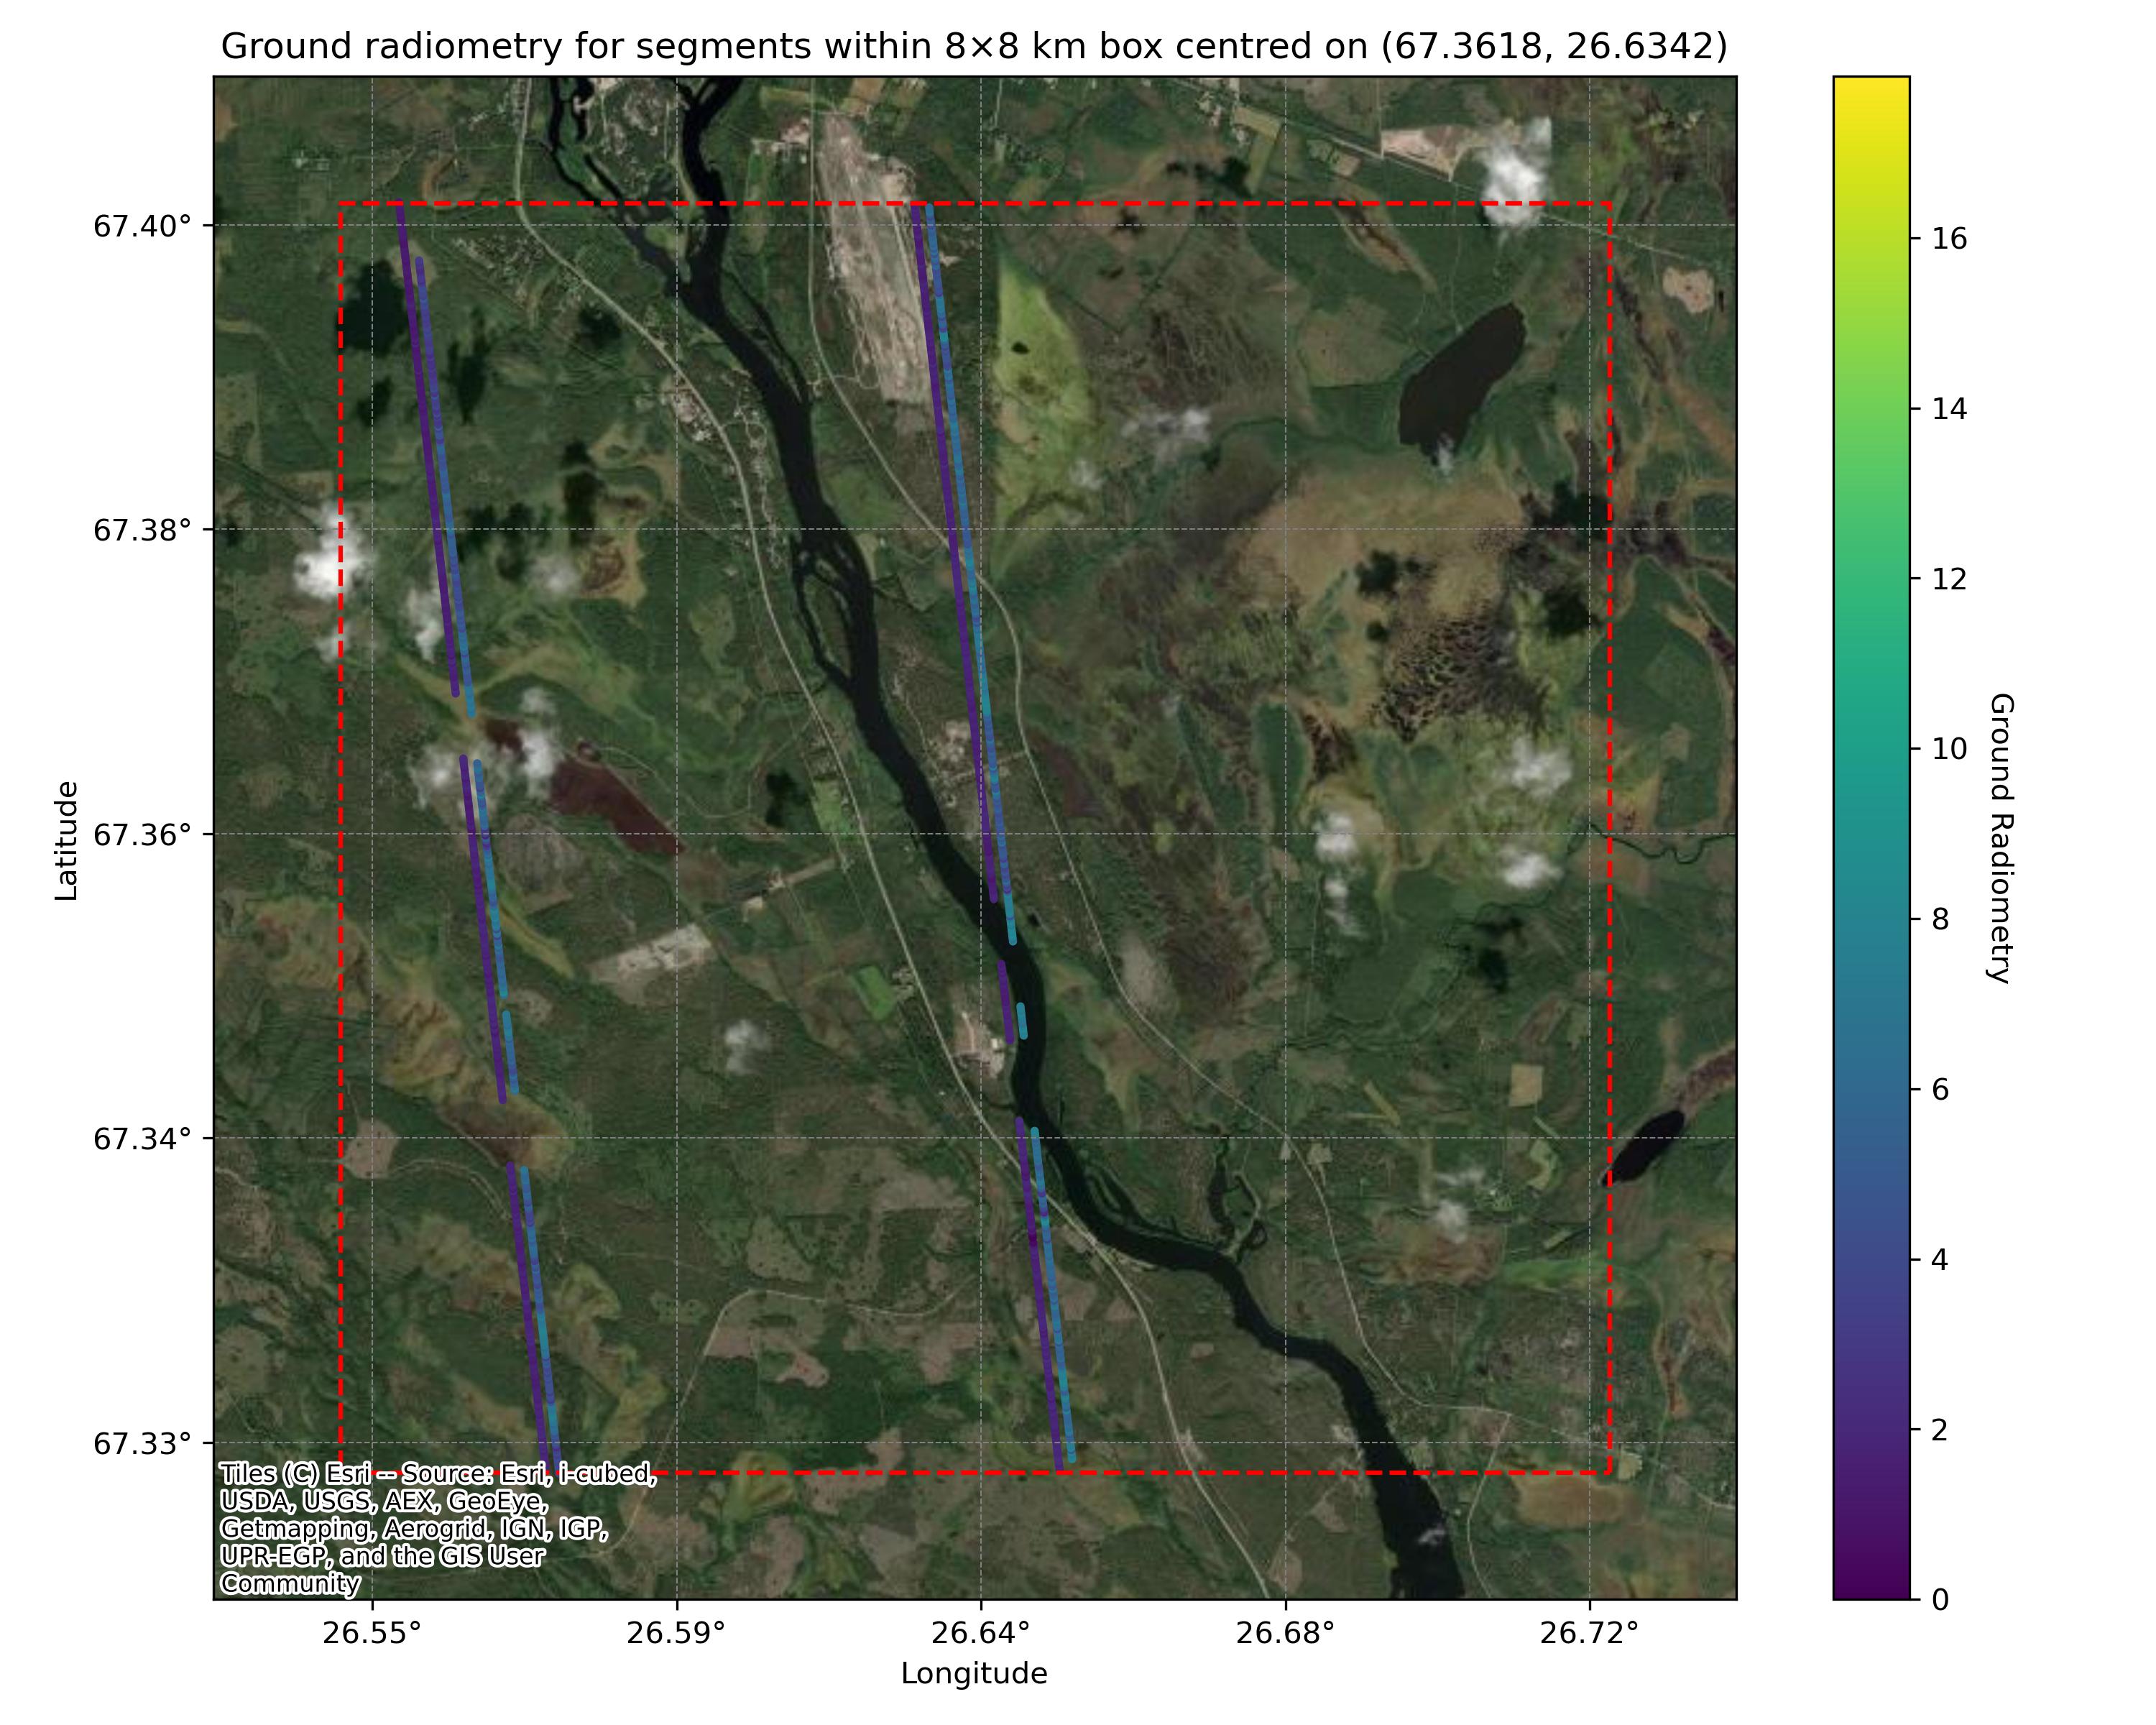 Ground radiometry for segments within 8×8 km box centred on (67.3618, 26.6342)
67.40°
67.38°
67.36°
67.34°
67.33°
Latitude
26.55°
26.59°
26.64°
26.68°
26.72°
Longitude
Tiles (C) Esri -- Source: Esri, i-cubed,
USDA, USGS, AEX, GeoEye,
Getmapping, Aerogrid, IGN, IGP,
UPR-EGP, and the GIS User
Community
16
14
12
10
8
6
4
2
0
Ground Radiometry